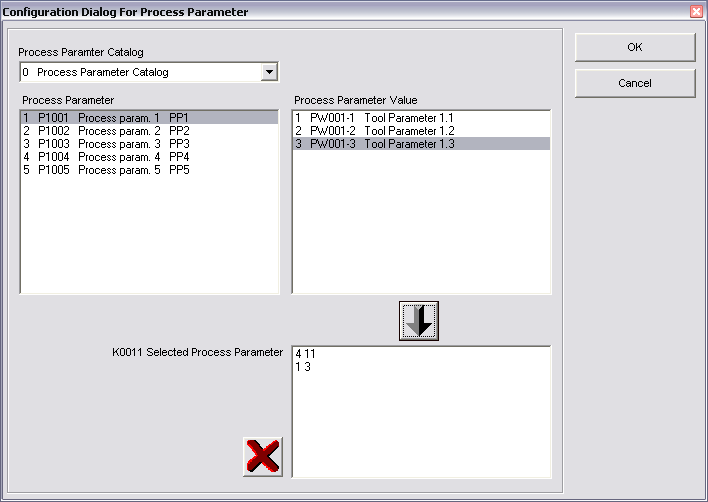 Configuration Dialog For Process Parameter
Process Paramter Catalog
0 Process Parameter Catalog
OK
Cancel
Process Parameter
1 P1001 Process param. 1 PP1
2 P1002 Process param. 2 PP2
3 P1003 Process param. 3 PP3
4 P1004 Process param. 4 PP4
5 P1005 Process param. 5 PP5
Process Parameter Value
1 PW001-1 Tool Parameter 1.1
2 PW001-2 Tool Parameter 1.2
3 PW001-3 Tool Parameter 1.3
K0011 Selected Process Parameter
4 11
1 3